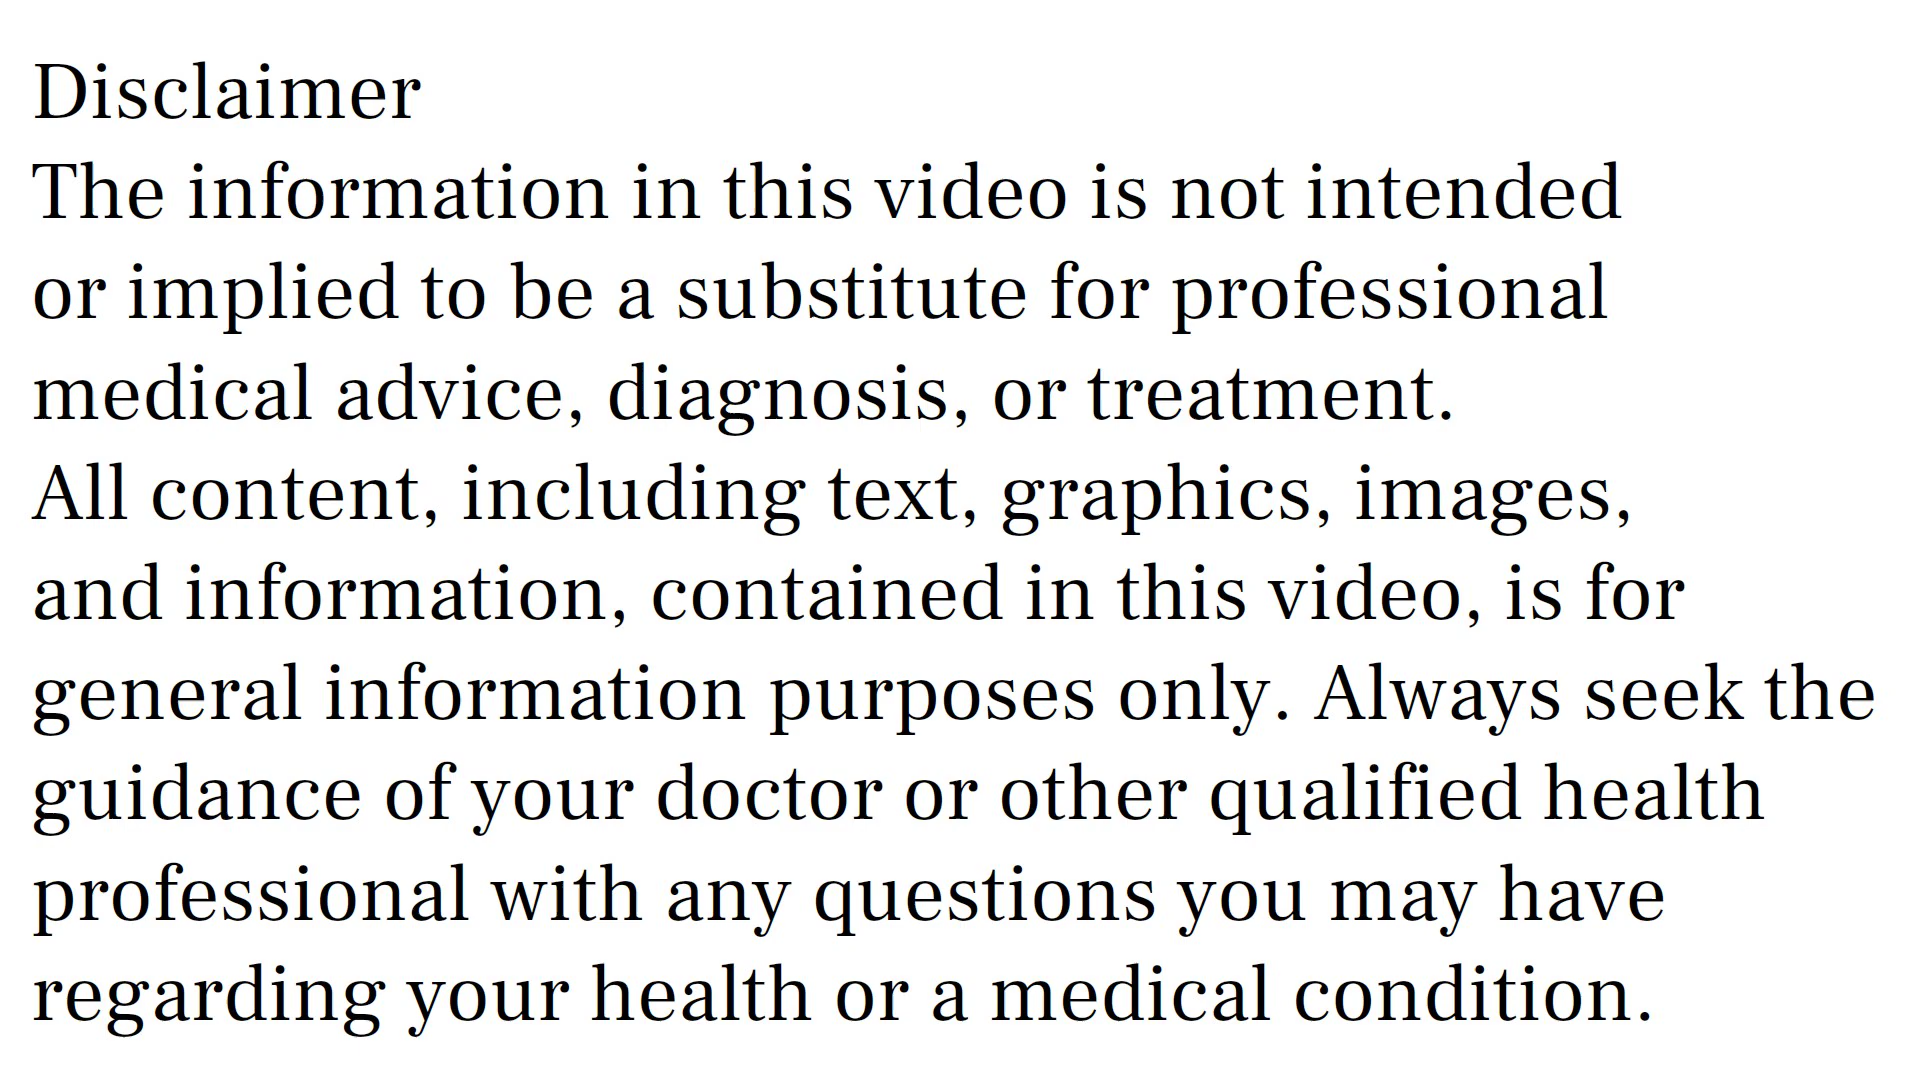 Disclaimer
The information in this video is not intended
or implied to be a substitute for professional
medical advice, diagnosis, or treatment.
All content, including text, graphics, images,
and information, contained in this video, is for
general information purposes only. Always seek the
guidance of your doctor or other qualified health
professional with any questions you may have
regarding your health or a medical condition.